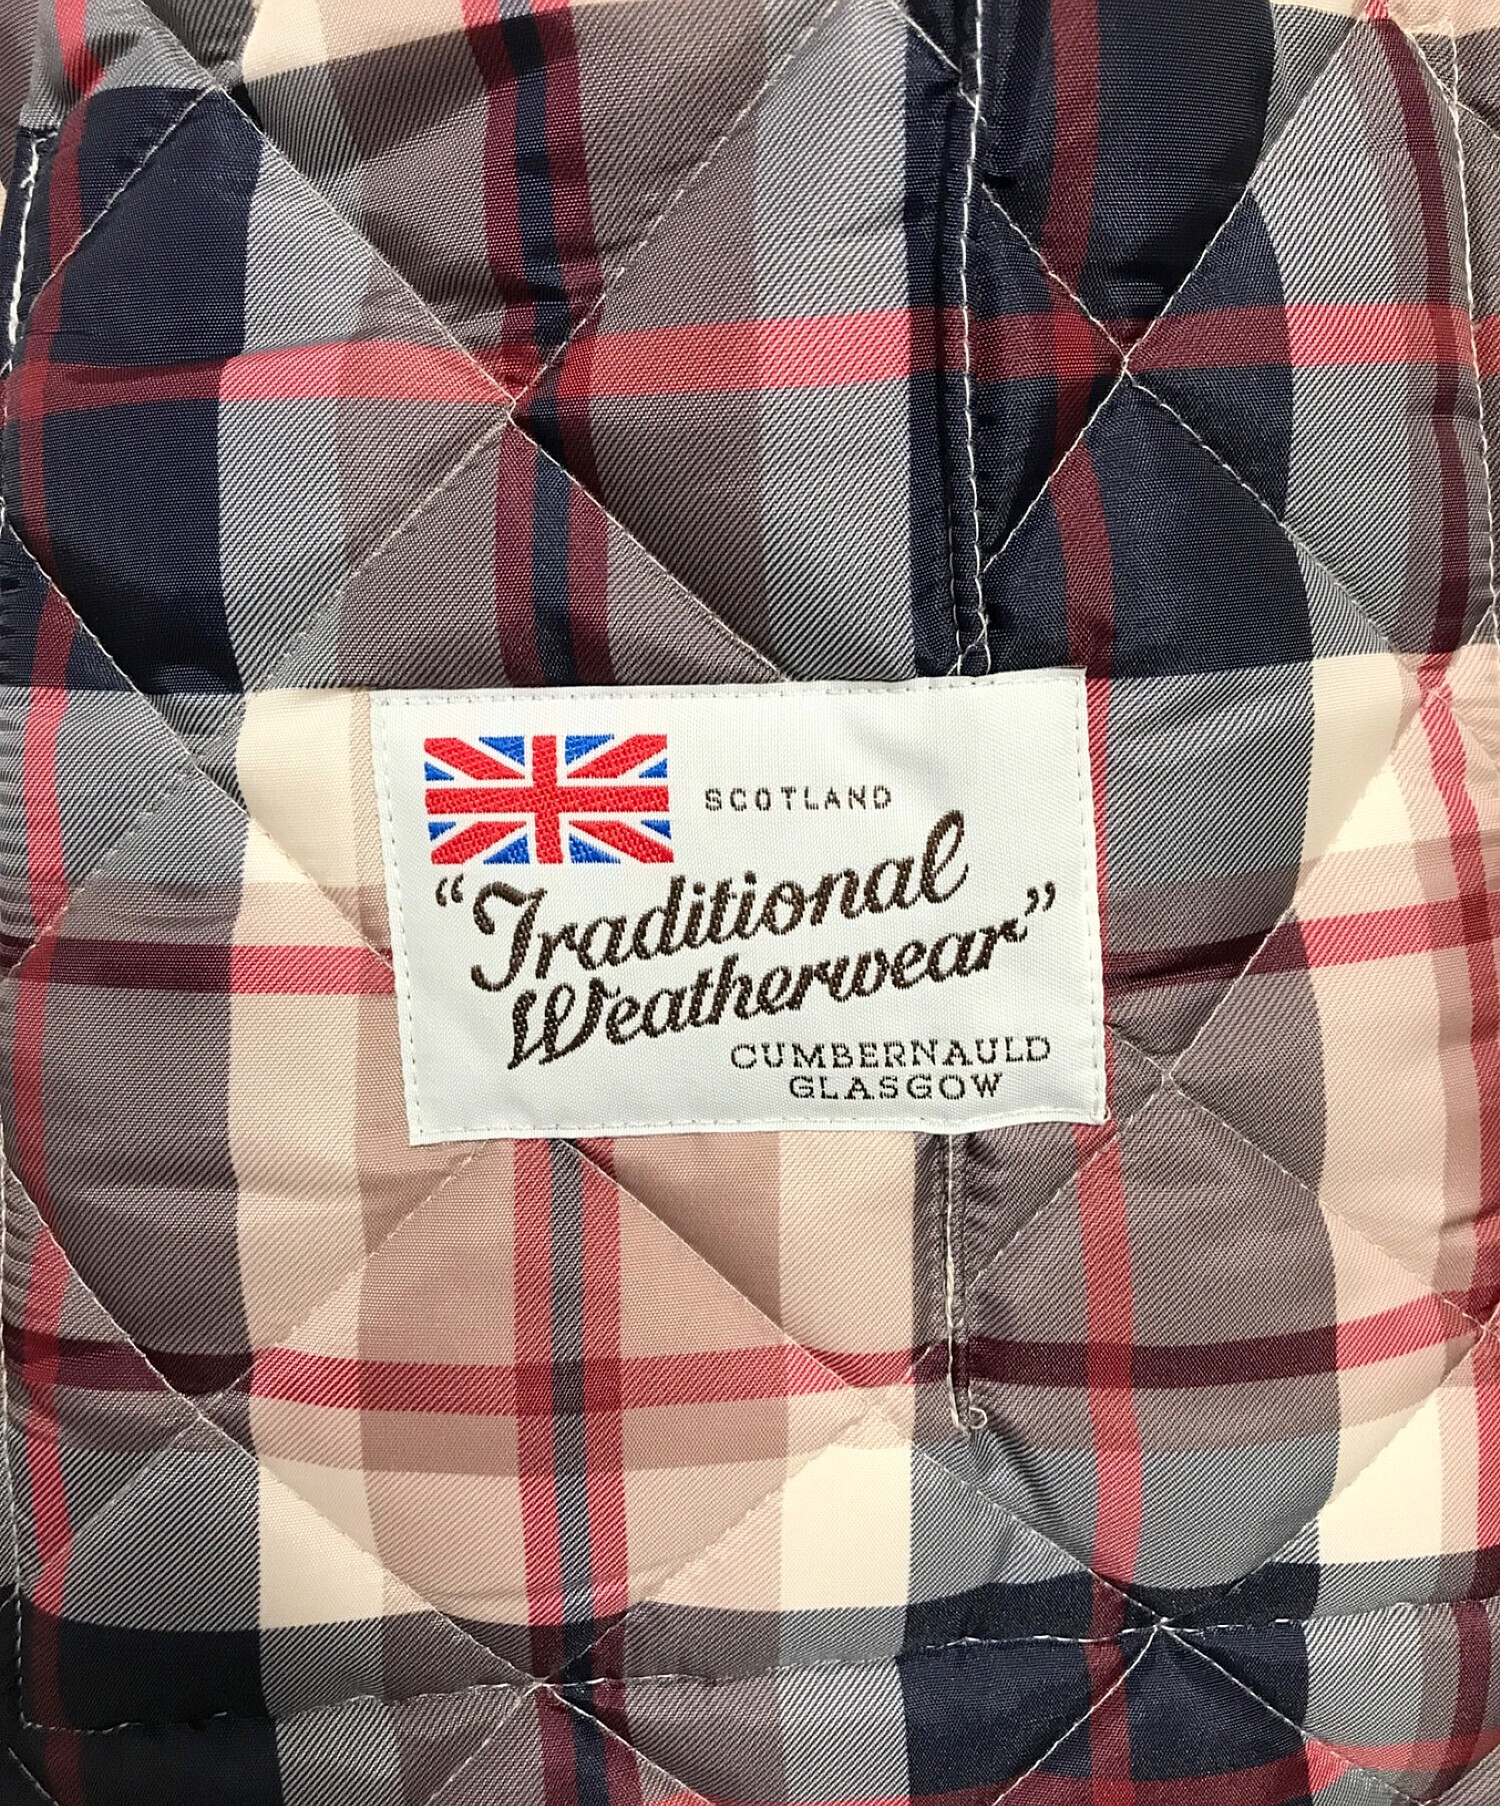 SCOTLAND
“Traditional
Weatherwear”
CUMBERNAULD
GLASGOW